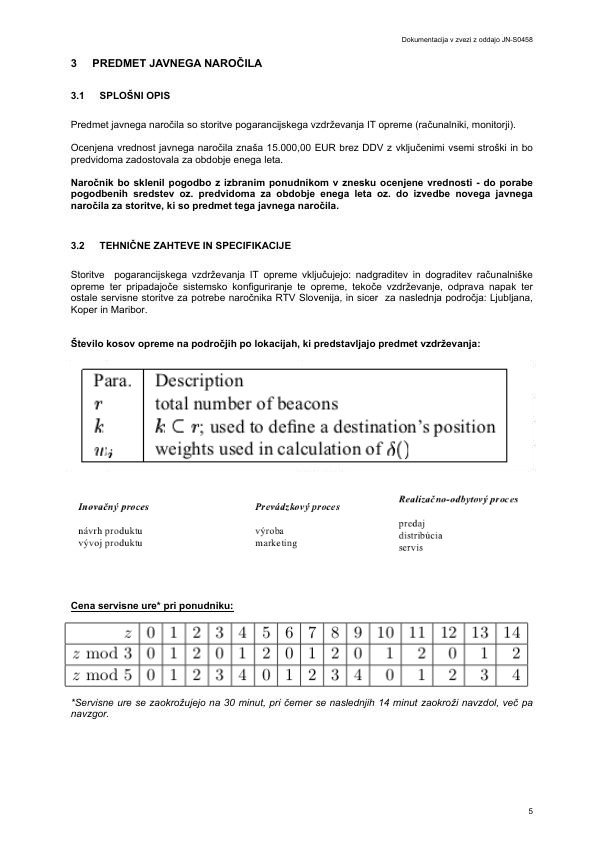 Dokumentacija v zvezi z oddajo JN-S0458
3 PREDMET JAVNEGA NAROČILA
3.1 SPLOŠNI OPIS
Predmet javnega naročila so storitve pogarancijskega vzdrževanja IT opreme (računalniki, monitorji).
Ocenjena vrednost javnega naročila znaša 15.000,00 EUR brez DDV z vključenimi vsemi stroški in bo
predvidoma zadostovala za obdobje enega leta.
Naročnik bo sklenil pogodbo z izbranim ponudnikom v znesku ocenjene vrednosti - do porabe
pogodbenih sredstev oz. predvidoma za obdobje enega leta oz. do izvedbe novega javnega
naročila za storitve, ki so predmet tega javnega naročila.
3.2 TEHNIČNE ZAHTEVE IN SPECIFIKACIJE
Storitve pogarancijskega vzdrževanja IT opreme vključujejo: nadgraditev in dograditev računalniške
opreme ter pripadajoče sistemsko konfiguriranje te opreme, tekoče vzdrževanje, odprava napak ter
ostale servisne storitve za potrebe naročnika RTV Slovenija, in sicer za naslednja področja: Ljubljana,
Koper in Maribor.
Število kosov opreme na področjih po lokacijah, ki predstavljajo predmet vzdrževanja:
Para. Description
r total number of beacons
k k ⊂ r; used to define a destination's position
w_i weights used in calculation of δ()
Inovačný proces Prevádzkový proces Realizačno-odbytový proces
návrh produktu výroba predaj
vývoj produktu marketing distribúcia
servis
Cena servisne ure* pri ponudniku:
z 0 1 2 3 4 5 6 7 8 9 10 11 12 13 14
z mod 3 0 1 2 0 1 2 0 1 2 0 1 2 0 1 2
z mod 5 0 1 2 3 4 0 1 2 3 4 0 1 2 3 4
*Servisne ure se zaokrožujejo na 30 minut, pri čemer se naslednjih 14 minut zaokroži navzdol, več pa
navzgor.
5